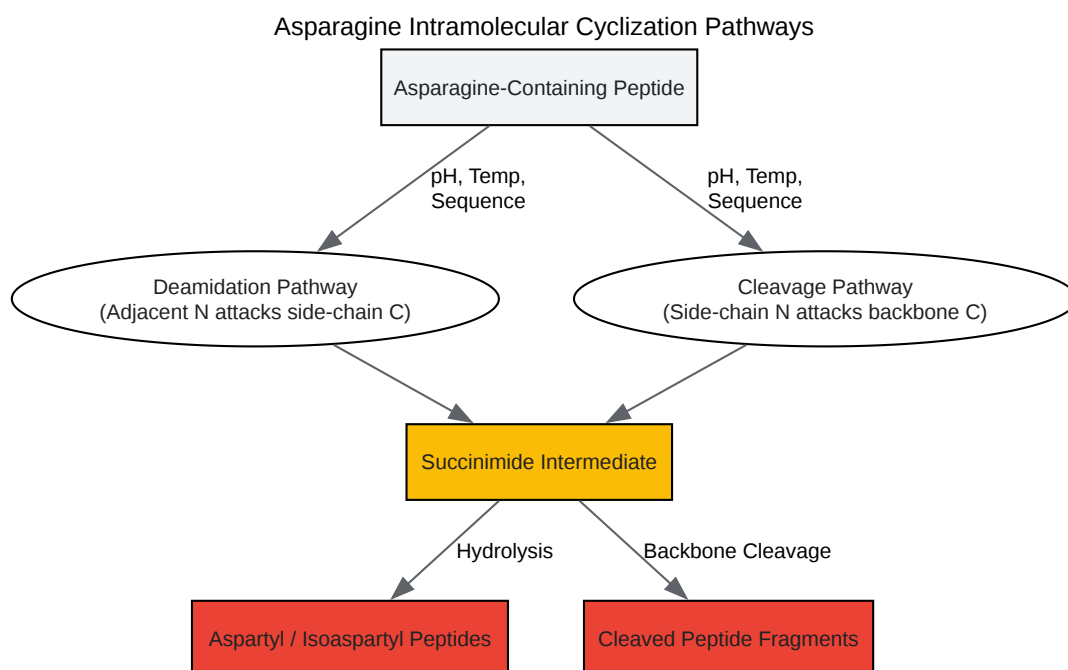 Asparagine Intramolecular Cyclization Pathways
Asparagine-Containing Peptide
pH, Temp,
Sequence
pH, Temp,
Sequence
Deamidation Pathway
(Adjacent N attacks side-chain C)
Cleavage Pathway
(Side-chain N attacks backbone C)
Succinimide Intermediate
Hydrolysis
Backbone Cleavage
Aspartyl / Isoaspartyl Peptides
Cleaved Peptide Fragments